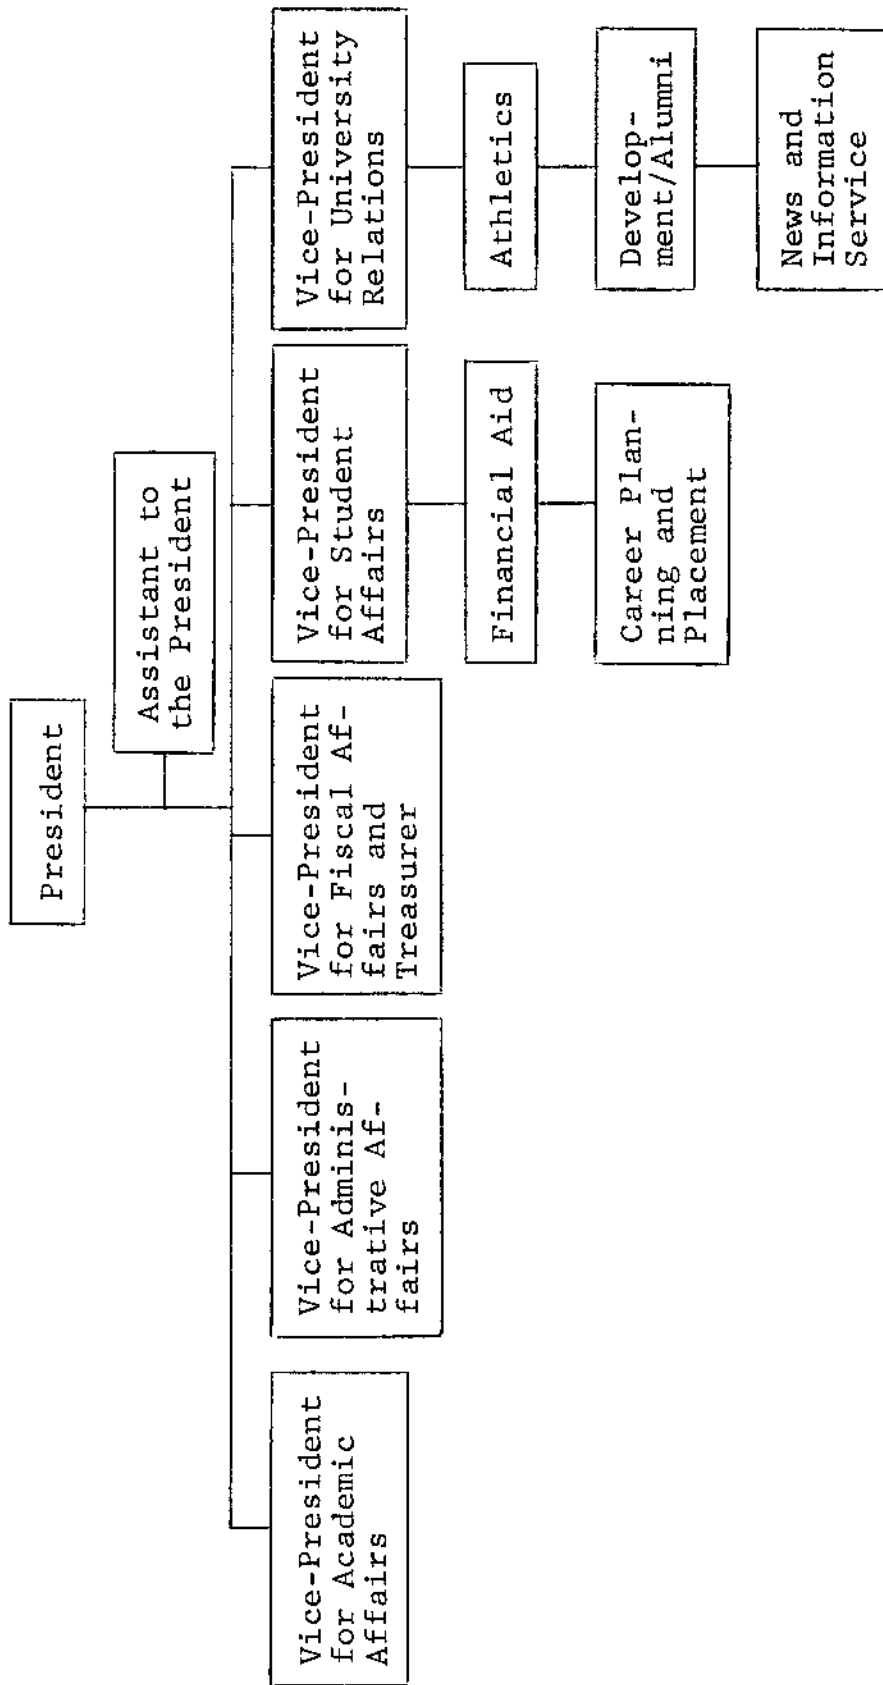 President
Assistant to
the President
Vice-President
for Academic
Affairs
Vice-President
for Adminis-
trative Af-
fairs
Vice-President
for Fiscal Af-
fairs and
Treasurer
Vice-President
for Student
Affairs
Financial Aid
Career Plan-
ning and
Placement
Vice-President
for University
Relations
Athletics
Develop-
ment/Alumni
News and
Information
Service